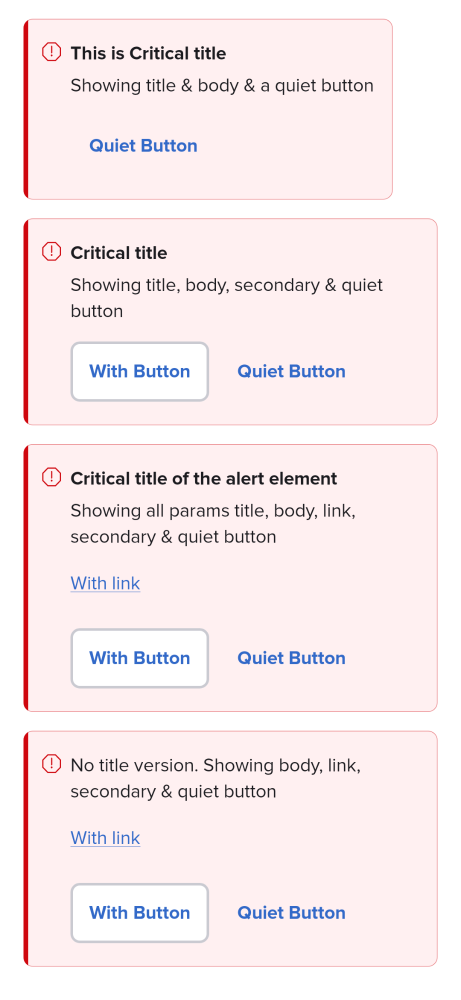 This is Critical title
Showing title & body & a quiet button
Quiet Button
Critical title
Showing title, body, secondary & quiet
button
With Button
Quiet Button
Critical title of the alert element
Showing all params title, body, link,
secondary & quiet button
With link
With Button
Quiet Button
No title version. Showing body, link,
secondary & quiet button
With link
With Button
Quiet Button